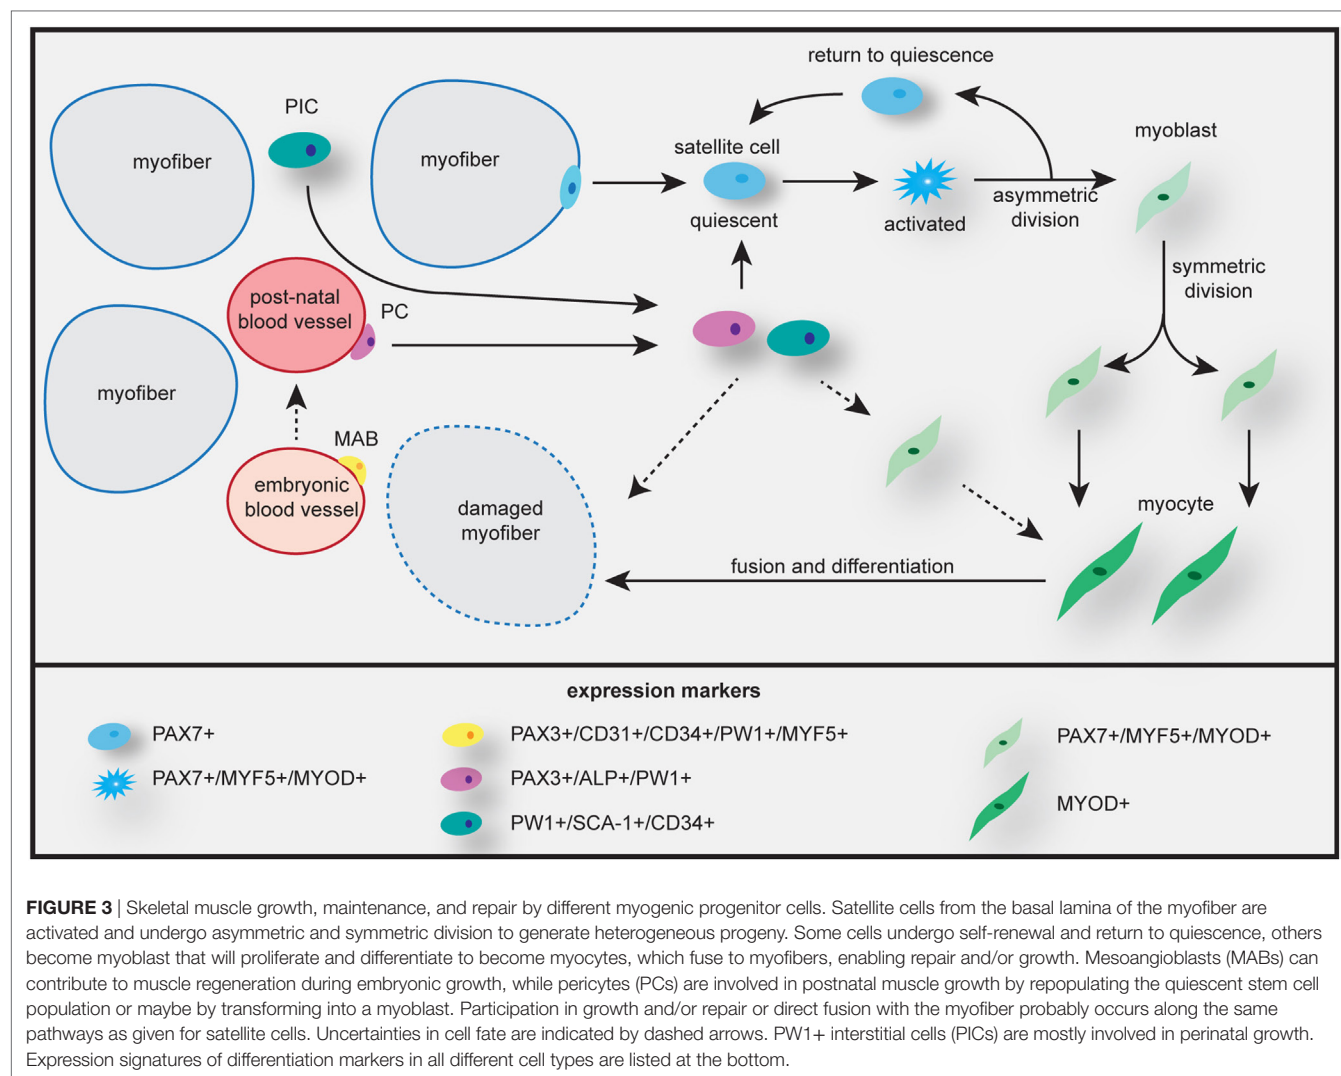 return to quiescence
PIC
myoblast
myofiber
myofiber
satellite cell
quiescent
activated
asymmetric
division
symmetric
division
post-natal
blood vessel
PC
myofiber
MAB
embryonic
blood vessel
damaged
myofiber
myocyte
fusion and differentiation
expression markers
PAX7+
PAX7+/MYF5+/MYOD+
PAX3+/CD31+/CD34+/PW1+/MYF5+
PAX3+/ALP+/PW1+
PW1+/SCA-1+/CD34+
PAX7+/MYF5+/MYOD+
MYOD+
FIGURE 3 | Skeletal muscle growth, maintenance, and repair by different myogenic progenitor cells. Satellite cells from the basal lamina of the myofiber are
activated and undergo asymmetric and symmetric division to generate heterogeneous progeny. Some cells undergo self-renewal and return to quiescence, others
become myoblast that will proliferate and differentiate to become myocytes, which fuse to myofibers, enabling repair and/or growth. Mesoangioblasts (MABs) can
contribute to muscle regeneration during embryonic growth, while pericytes (PCs) are involved in postnatal muscle growth by repopulating the quiescent stem cell
population or maybe by transforming into a myoblast. Participation in growth and/or repair or direct fusion with the myofiber probably occurs along the same
pathways as given for satellite cells. Uncertainties in cell fate are indicated by dashed arrows. PW1+ interstitial cells (PICs) are mostly involved in perinatal growth.
Expression signatures of differentiation markers in all different cell types are listed at the bottom.